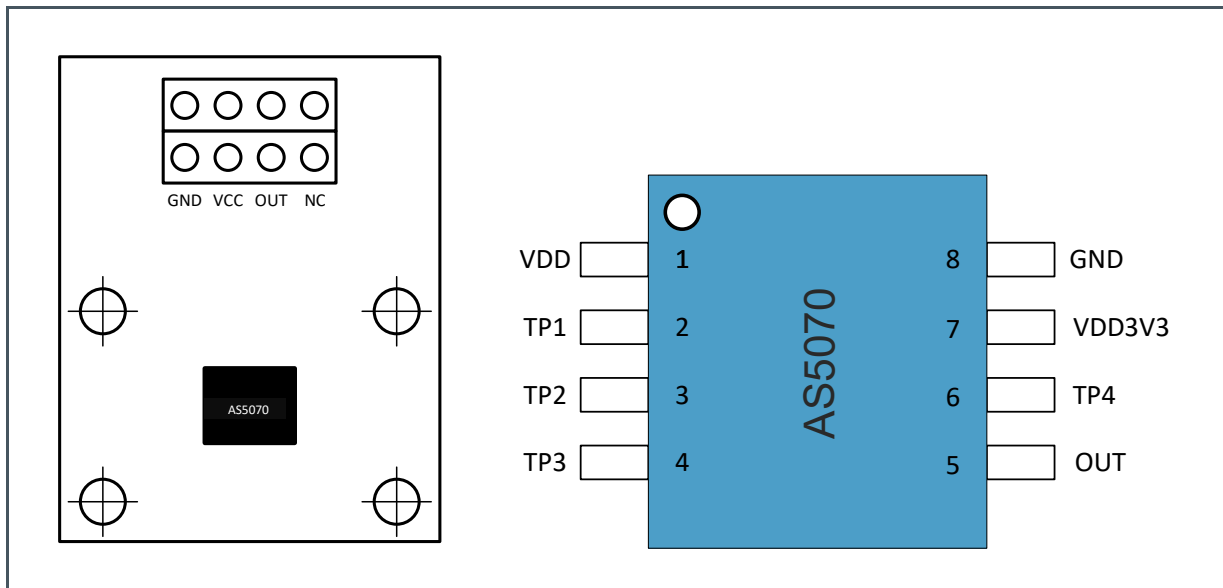 GND VCC OUT NC
AS5070
VDD 1 8 GND
TP1 2 7 VDD3V3
TP2 3 6 TP4
TP3 4 5 OUT
AS5070